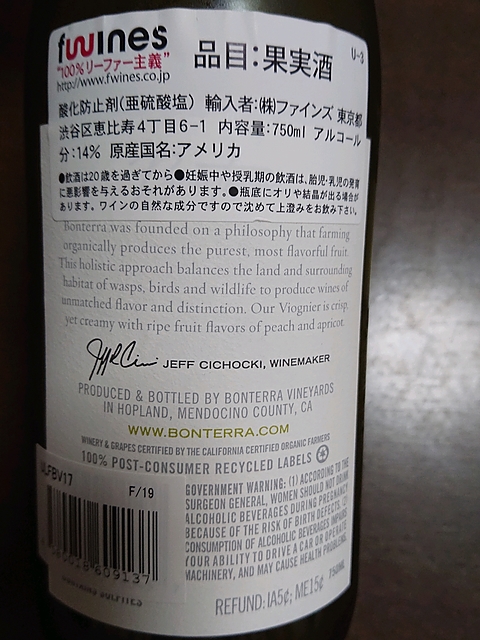 fwines
"100%リーファー主義"
http://www.fwines.co.jp
品目:果実酒
U-3
酸化防止剤(亜硫酸塩) 輸入者:(株)ファインズ 東京都
渋谷区恵比寿4丁目6-1 内容量:750ml アルコール
分:14% 原産国名:アメリカ
●飲酒は20歳を過ぎてから●妊娠中や授乳期の飲酒は、胎児・乳児の発育
に悪影響を与えるおそれがあります。●瓶底にオリや結晶が出る場合が
あります。ワインの自然な成分ですので沈めて上澄みをお飲み下さい。
Bonterra was founded on a philosophy that farming
organically produces the purest, most flavorful fruit.
This holistic approach balances the land and surrounding
habitat of wasps, birds and wildlife to produce wines of
unmatched flavor and distinction. Our Viognier is crisp,
yet creamy with ripe fruit flavors of peach and apricot.
JEFF CICHOCKI, WINEMAKER
PRODUCED & BOTTLED BY BONTERRA VINEYARDS
IN HOPLAND, MENDOCINO COUNTY, CA
WWW.BONTERRA.COM
WINERY & GRAPES CERTIFIED BY THE CALIFORNIA CERTIFIED ORGANIC FARMERS
100% POST-CONSUMER RECYCLED LABELS
ULFBV17
F/19
GOVERNMENT WARNING: (1) ACCORDING TO THE
SURGEON GENERAL, WOMEN SHOULD NOT DRINK
ALCOHOLIC BEVERAGES DURING PREGNANCY
BECAUSE OF THE RISK OF BIRTH DEFECTS. (2)
CONSUMPTION OF ALCOHOLIC BEVERAGES IMPAIRS
YOUR ABILITY TO DRIVE A CAR OR OPERATE
MACHINERY, AND MAY CAUSE HEALTH PROBLEMS.
750ML
REFUND: IA5¢; ME15¢